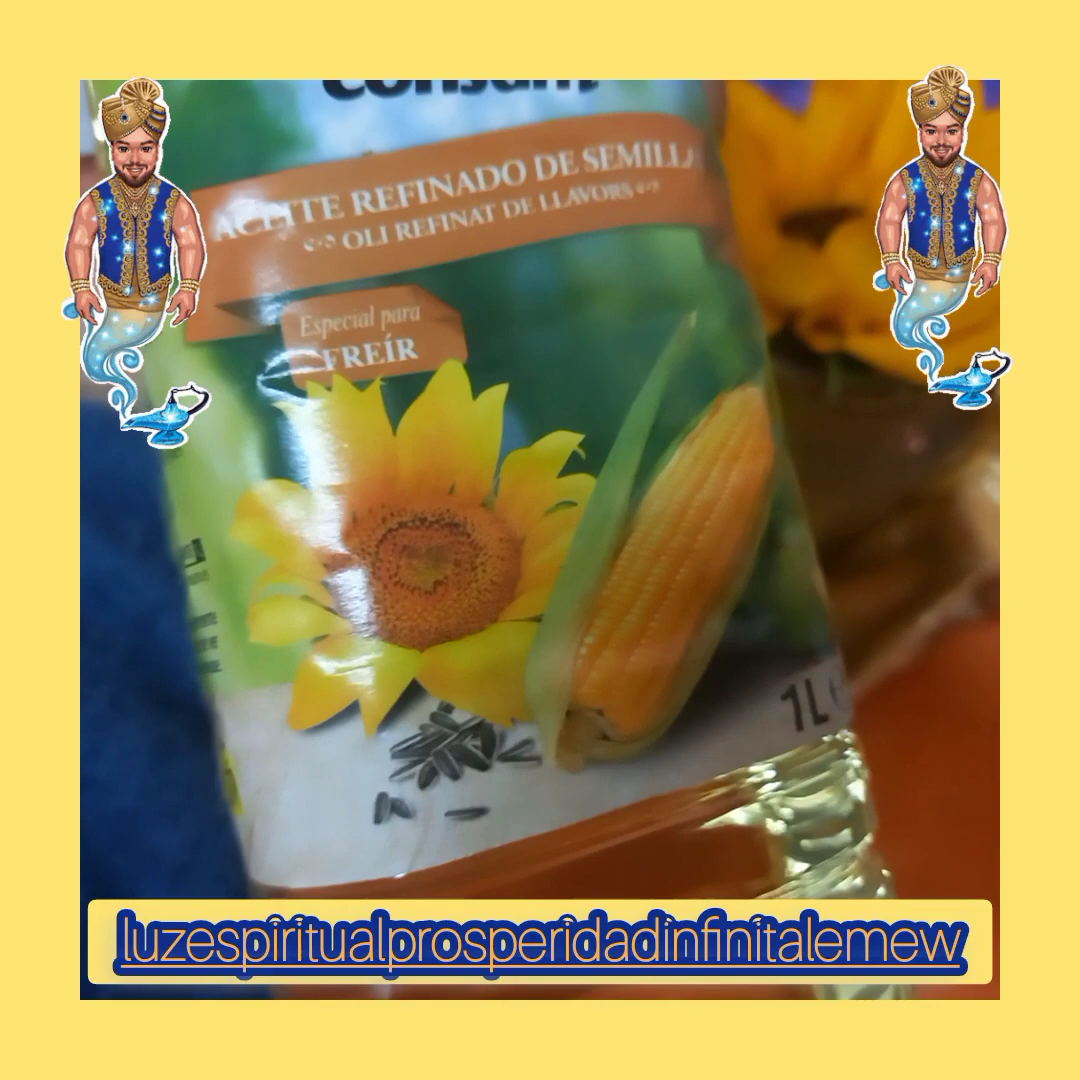 ACEITE REFINADO DE SEMILLA
OLI REFINAT DE LLAVORS
Especial para
FREÍR
1L
luzespiritualprosperidadinfinitalemew